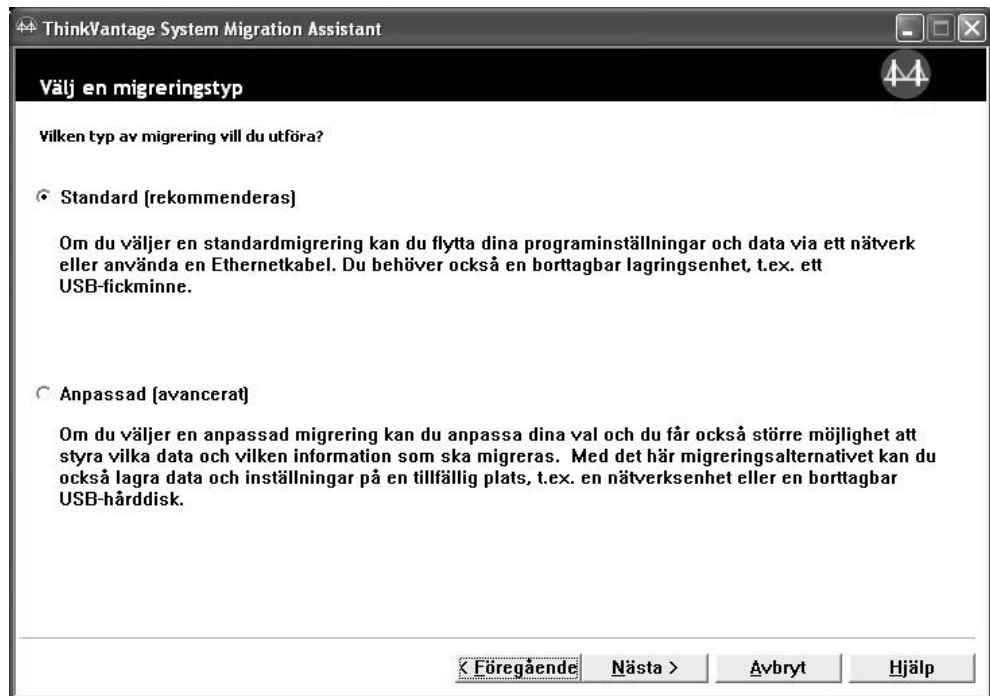 ThinkVantage System Migration Assistant
Välj en migreringstyp
Vilken typ av migrering vill du utföra?
Standard (rekommenderas)
Om du väljer en standardmigrering kan du flytta dina programinställningar och data via ett nätverk
eller använda en Ethernetkabel. Du behöver också en borttagbar lagringsenhet, t.ex. ett
USB-fickminne.
Anpassad (avancerat)
Om du väljer en anpassad migrering kan du anpassa dina val och du får också större möjlighet att
styra vilka data och vilken information som ska migreras.  Med det här migreringsalternativet kan du
också lagra data och inställningar på en tillfällig plats, t.ex. en nätverksenhet eller en borttagbar
USB-hårddisk.
< Föregående Nästa > Avbryt Hjälp